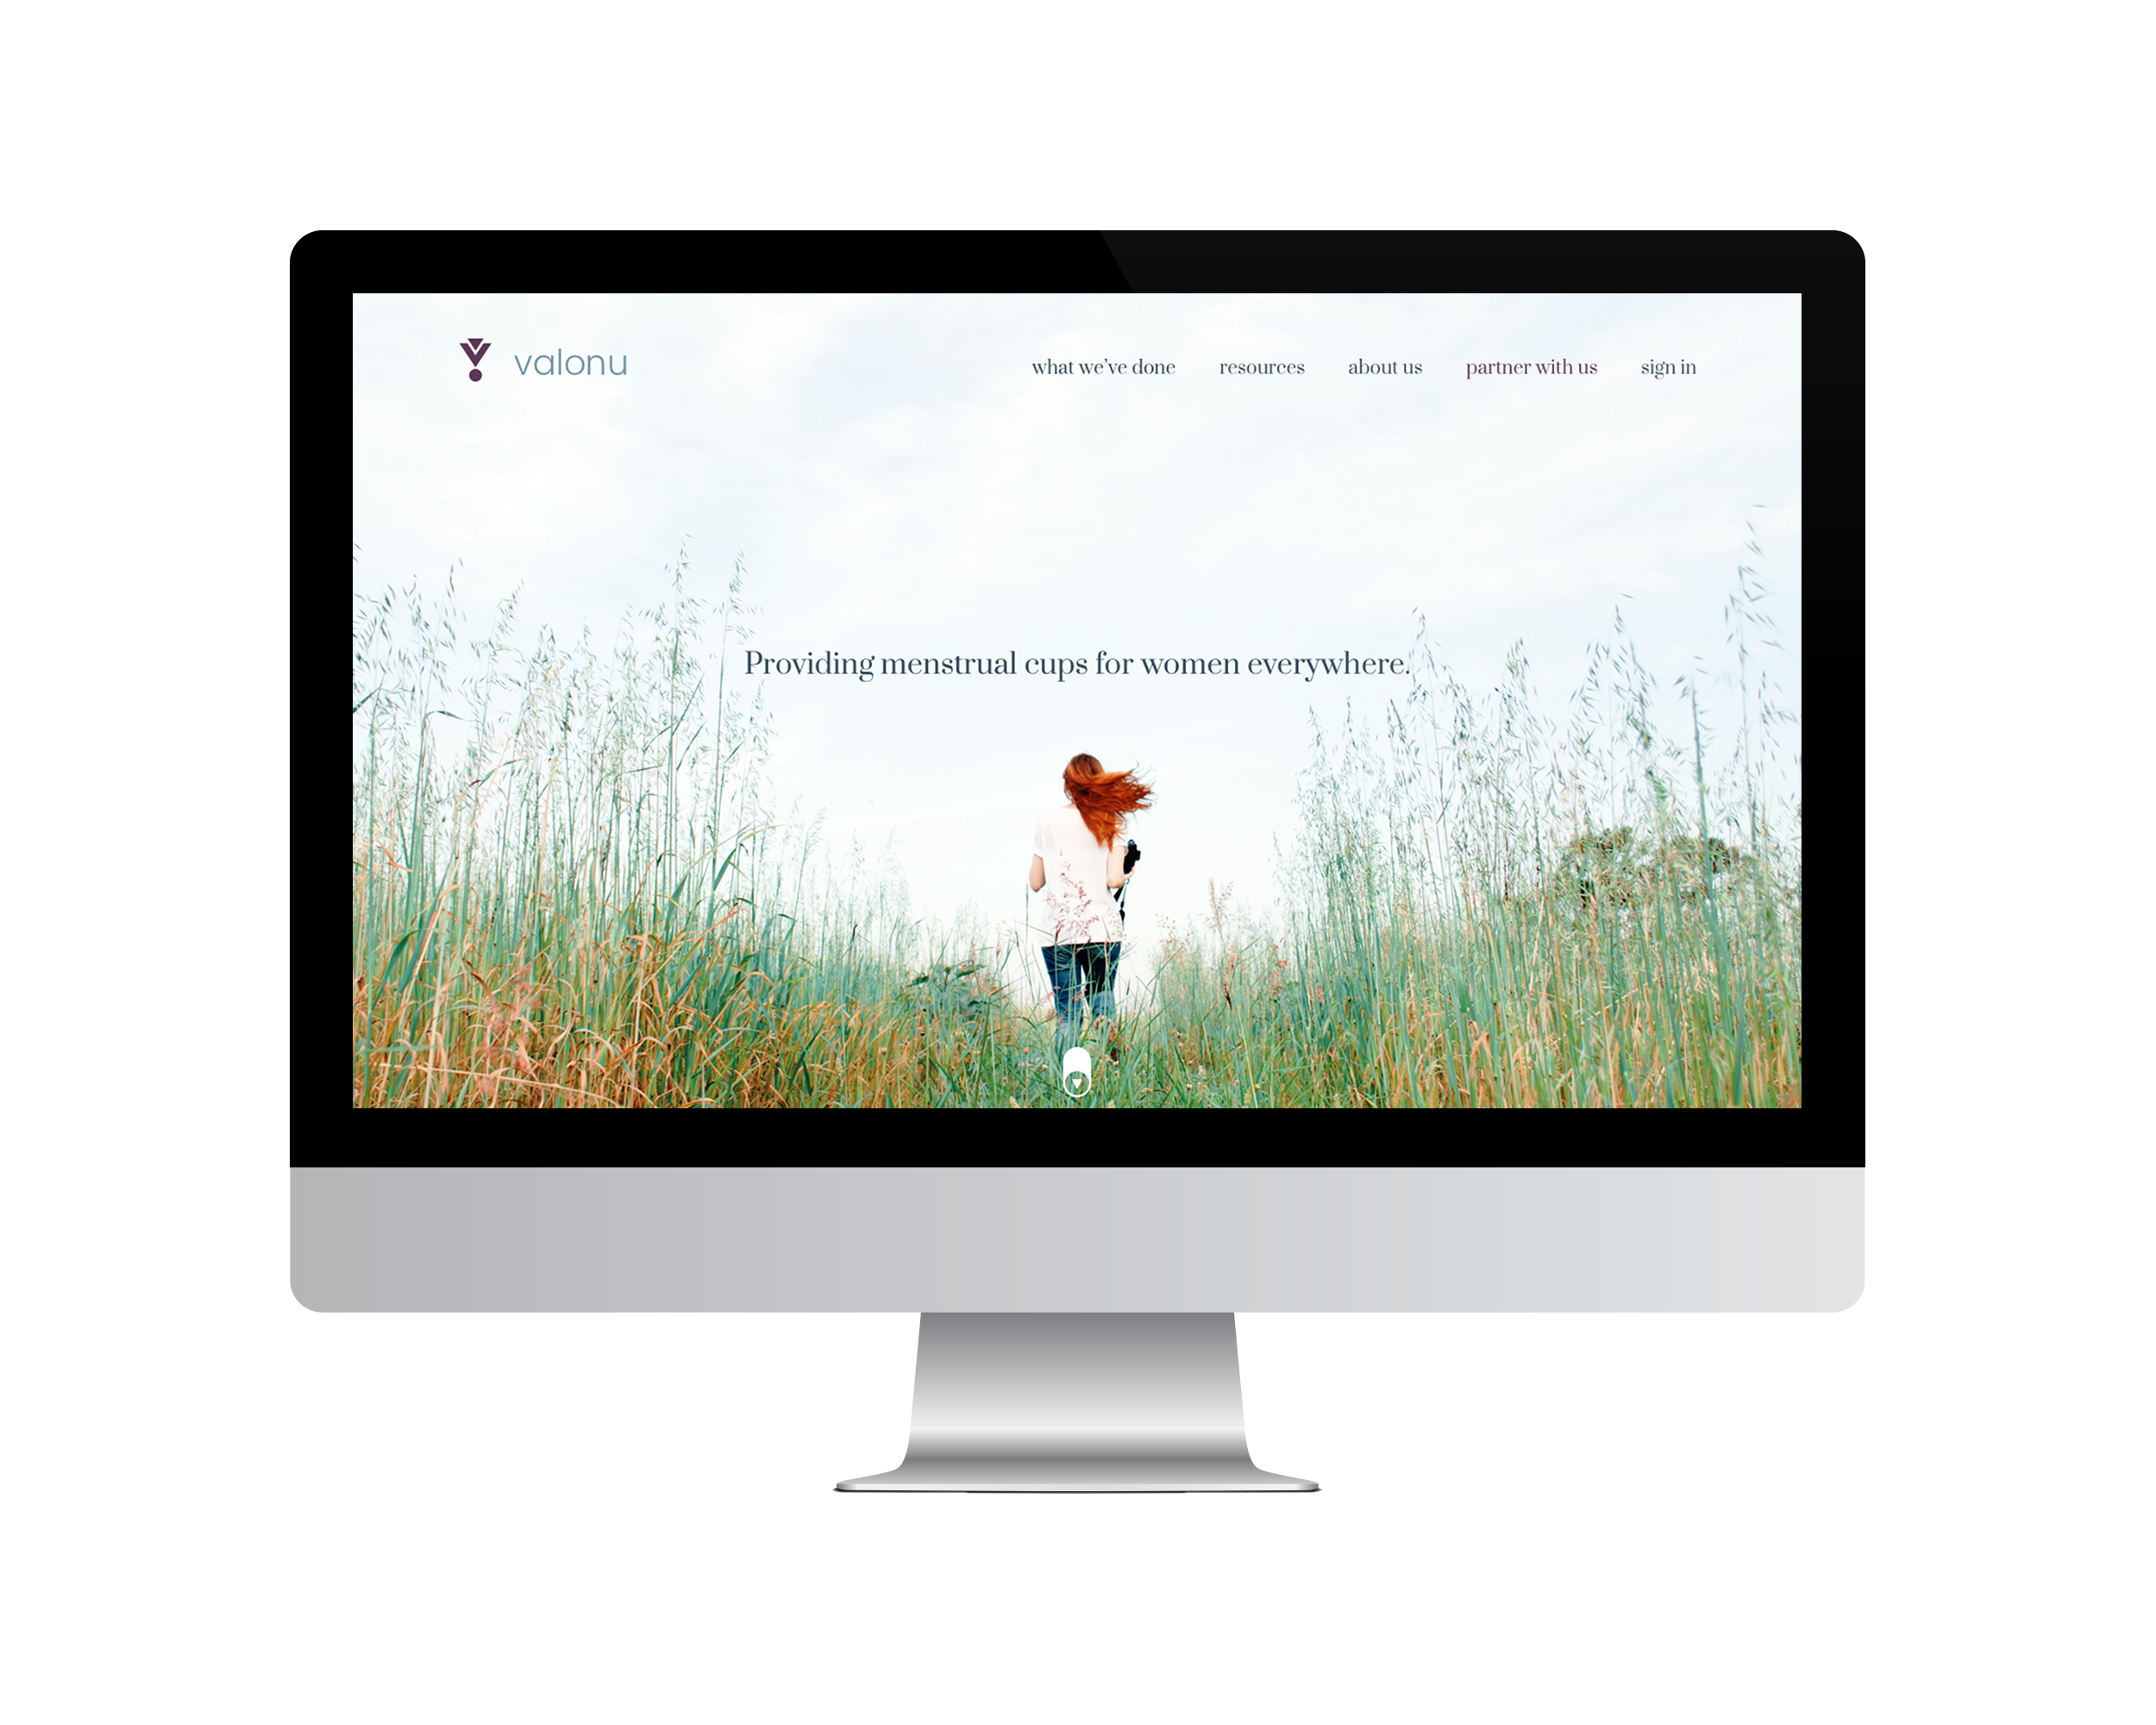 valonu
what we've done resources about us partner with us sign in
Providing menstrual cups for women everywhere.